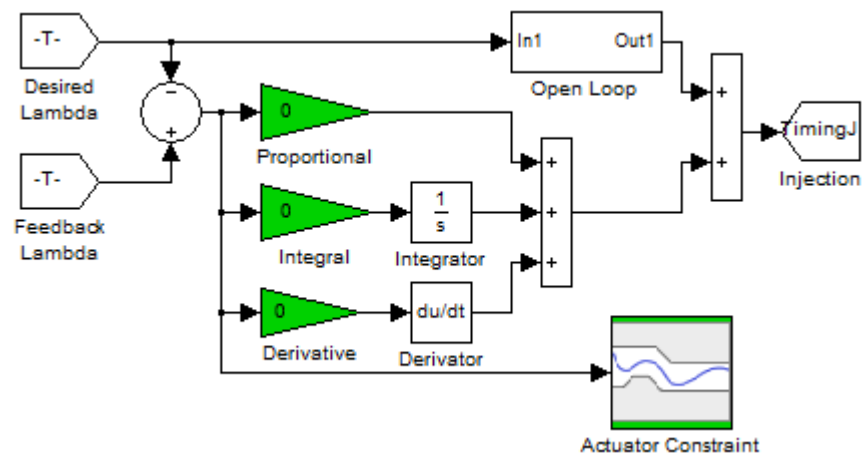 -T-
Desired
Lambda
−
+
-T-
Feedback
Lambda
0
Proportional
0
Integral
1
s
Integrator
0
Derivative
du/dt
Derivator
+
+
+
In1 Out1
Open Loop
+
+
TimingJ
Injection
Actuator Constraint